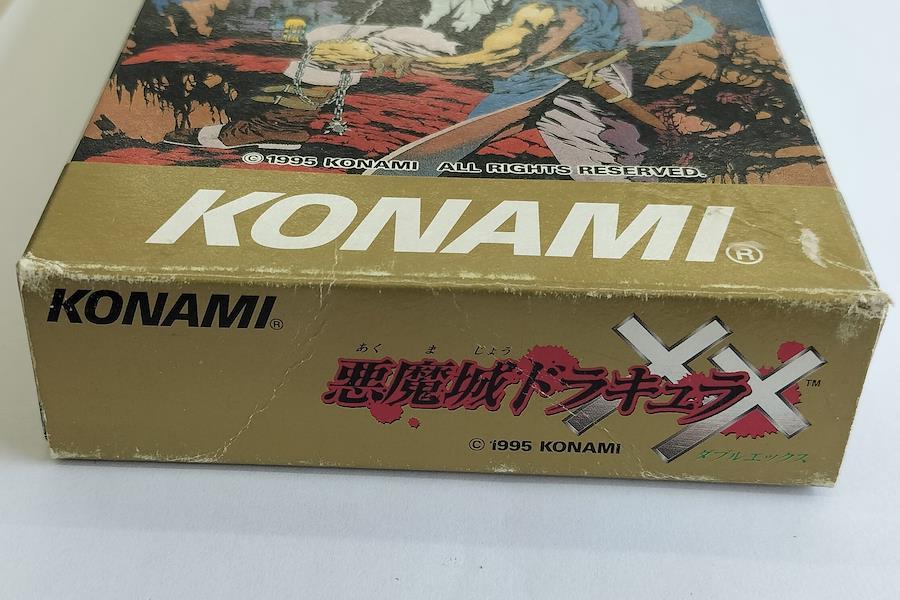 © 1995 KONAMI ALL RIGHTS RESERVED.
KONAMI®
KONAMI®
あく ま じょう
悪魔城ドラキュラXX™
ダブルエックス
© 1995 KONAMI